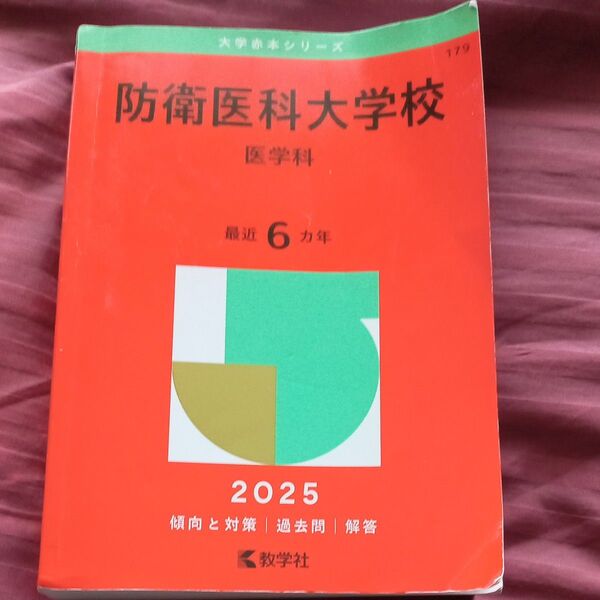 大学赤本シリーズ
179
防衛医科大学校
医学科
最近 6 カ年
2025
傾向と対策｜過去問｜解答
教学社